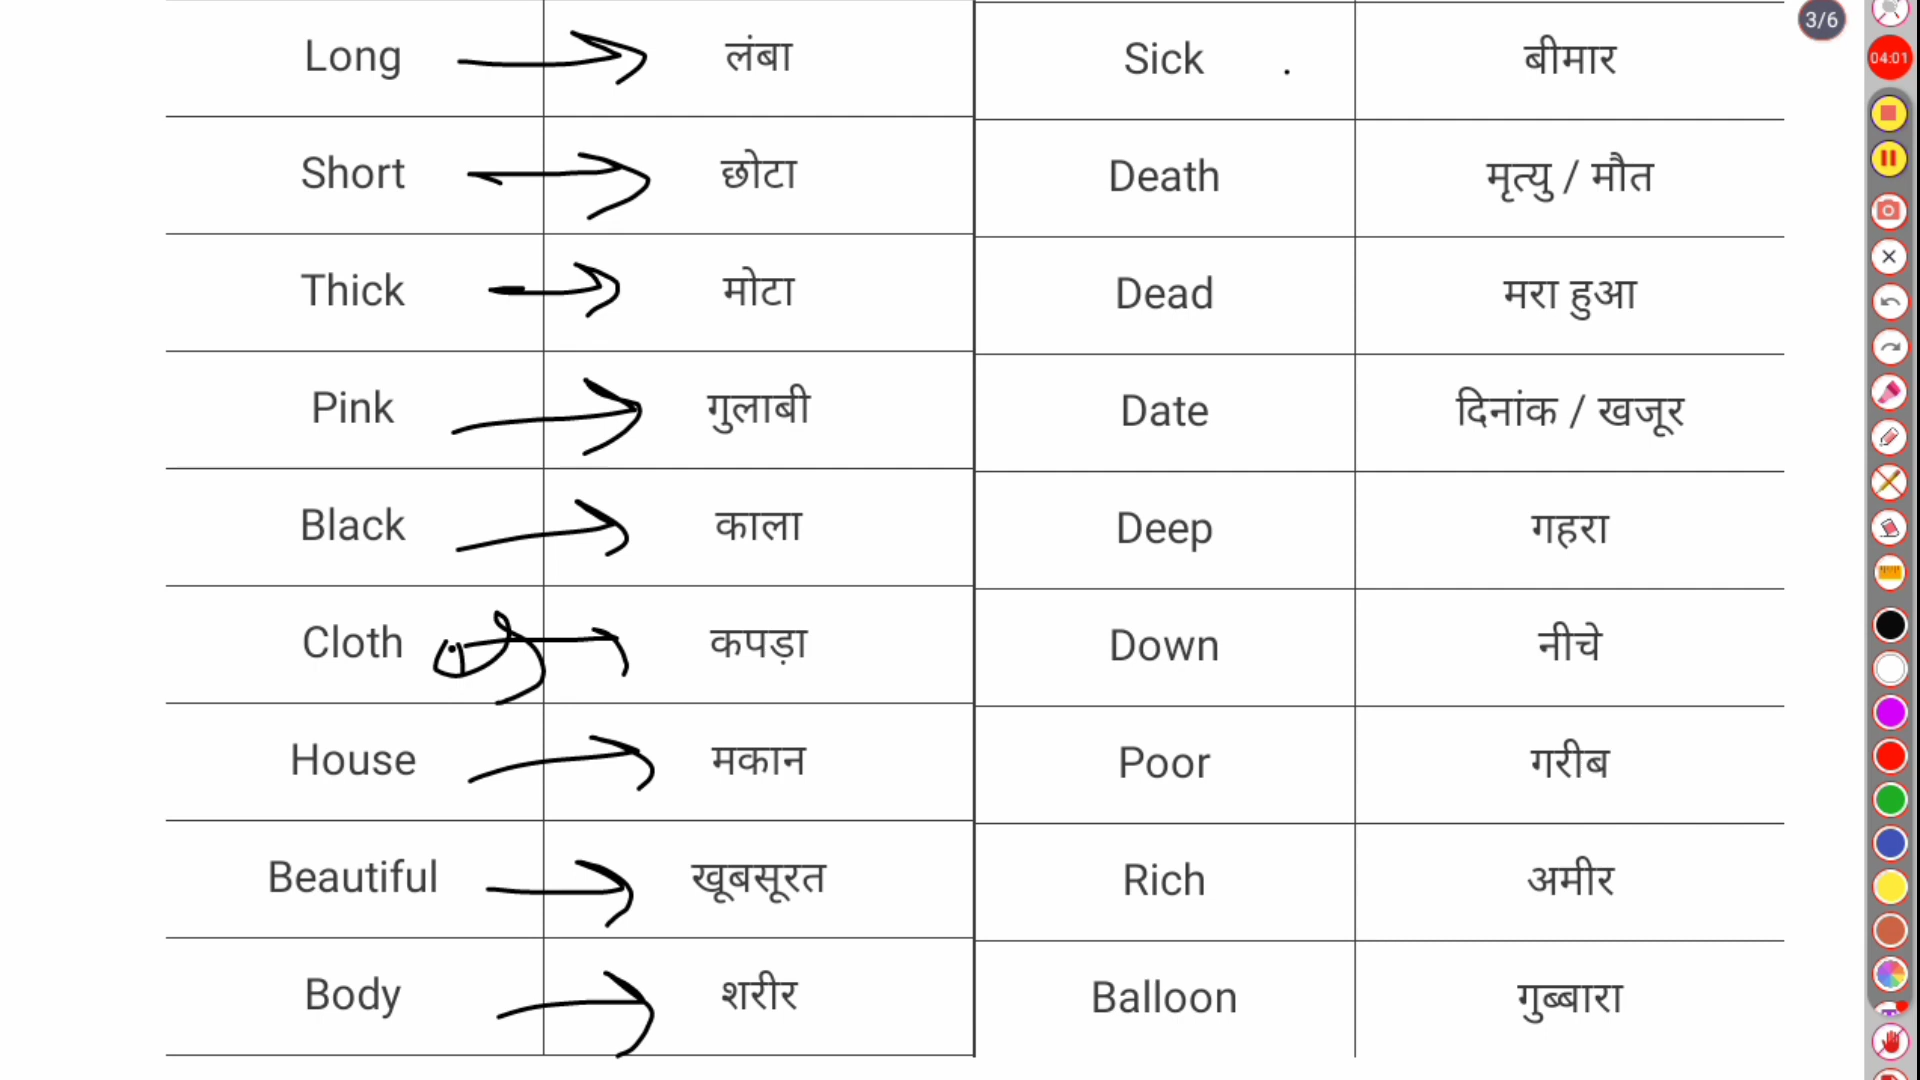 Long लंबा Sick बीमार
Short छोटा Death मृत्यु / मौत
Thick मोटा Dead मरा हुआ
Pink गुलाबी Date दिनांक / खजूर
Black काला Deep गहरा
Cloth कपड़ा Down नीचे
House मकान Poor गरीब
Beautiful खूबसूरत Rich अमीर
Body शरीर Balloon गुब्बारा
3/6
04:01